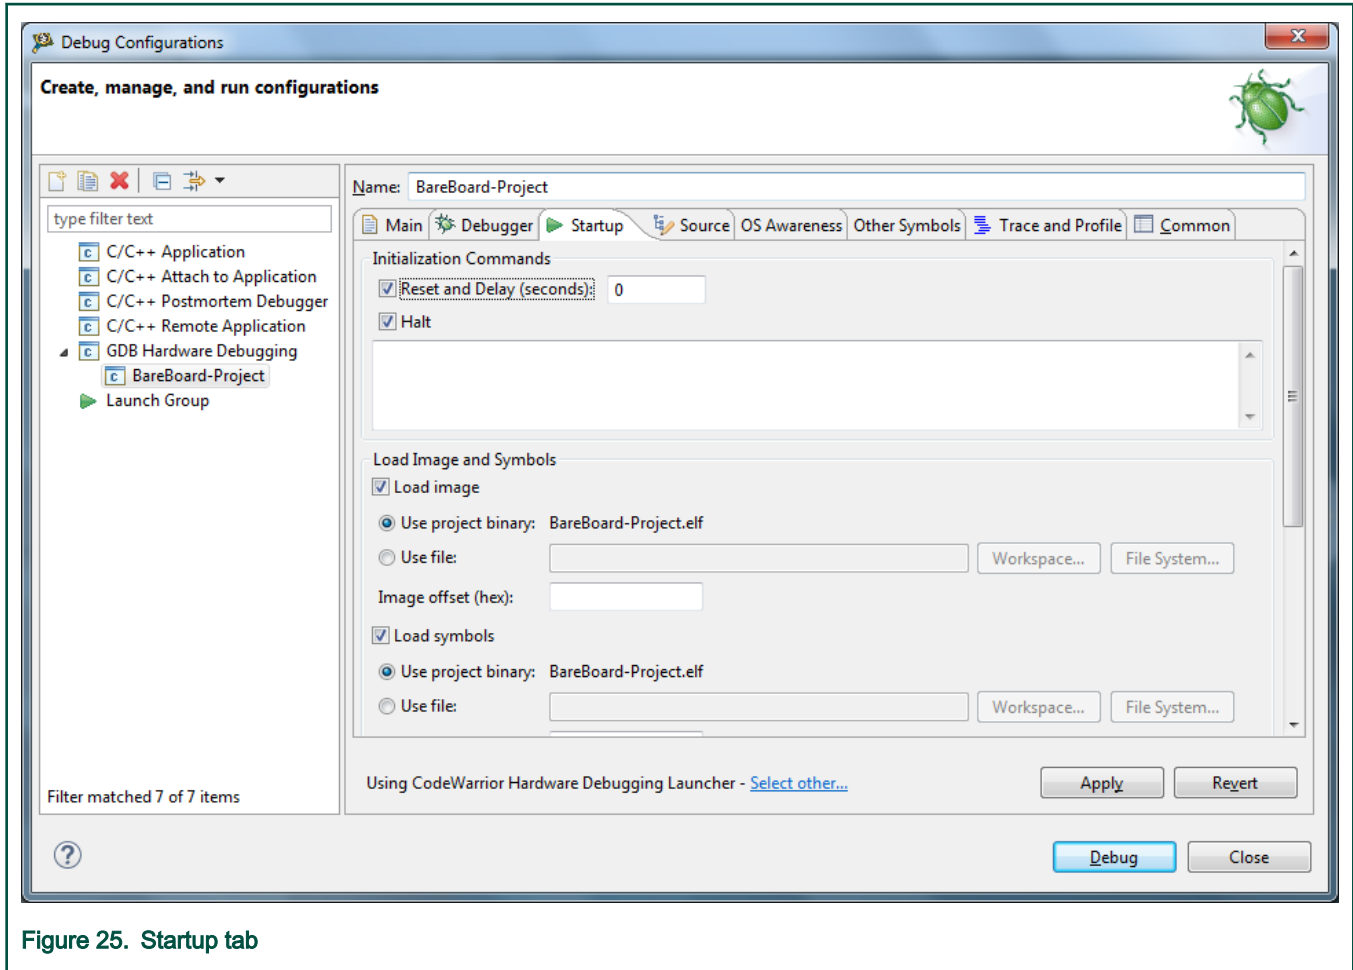 Debug Configurations
Create, manage, and run configurations
type filter text
C/C++ Application
C/C++ Attach to Application
C/C++ Postmortem Debugger
C/C++ Remote Application
GDB Hardware Debugging
BareBoard-Project
Launch Group
Filter matched 7 of 7 items
Name: BareBoard-Project
Main Debugger Startup Source OS Awareness Other Symbols Trace and Profile Common
Initialization Commands
Reset and Delay (seconds): 0
Halt
Load Image and Symbols
Load image
Use project binary: BareBoard-Project.elf
Use file: Workspace... File System...
Image offset (hex):
Load symbols
Use project binary: BareBoard-Project.elf
Use file: Workspace... File System...
Using CodeWarrior Hardware Debugging Launcher - Select other...
Apply Revert
Debug Close
Figure 25. Startup tab